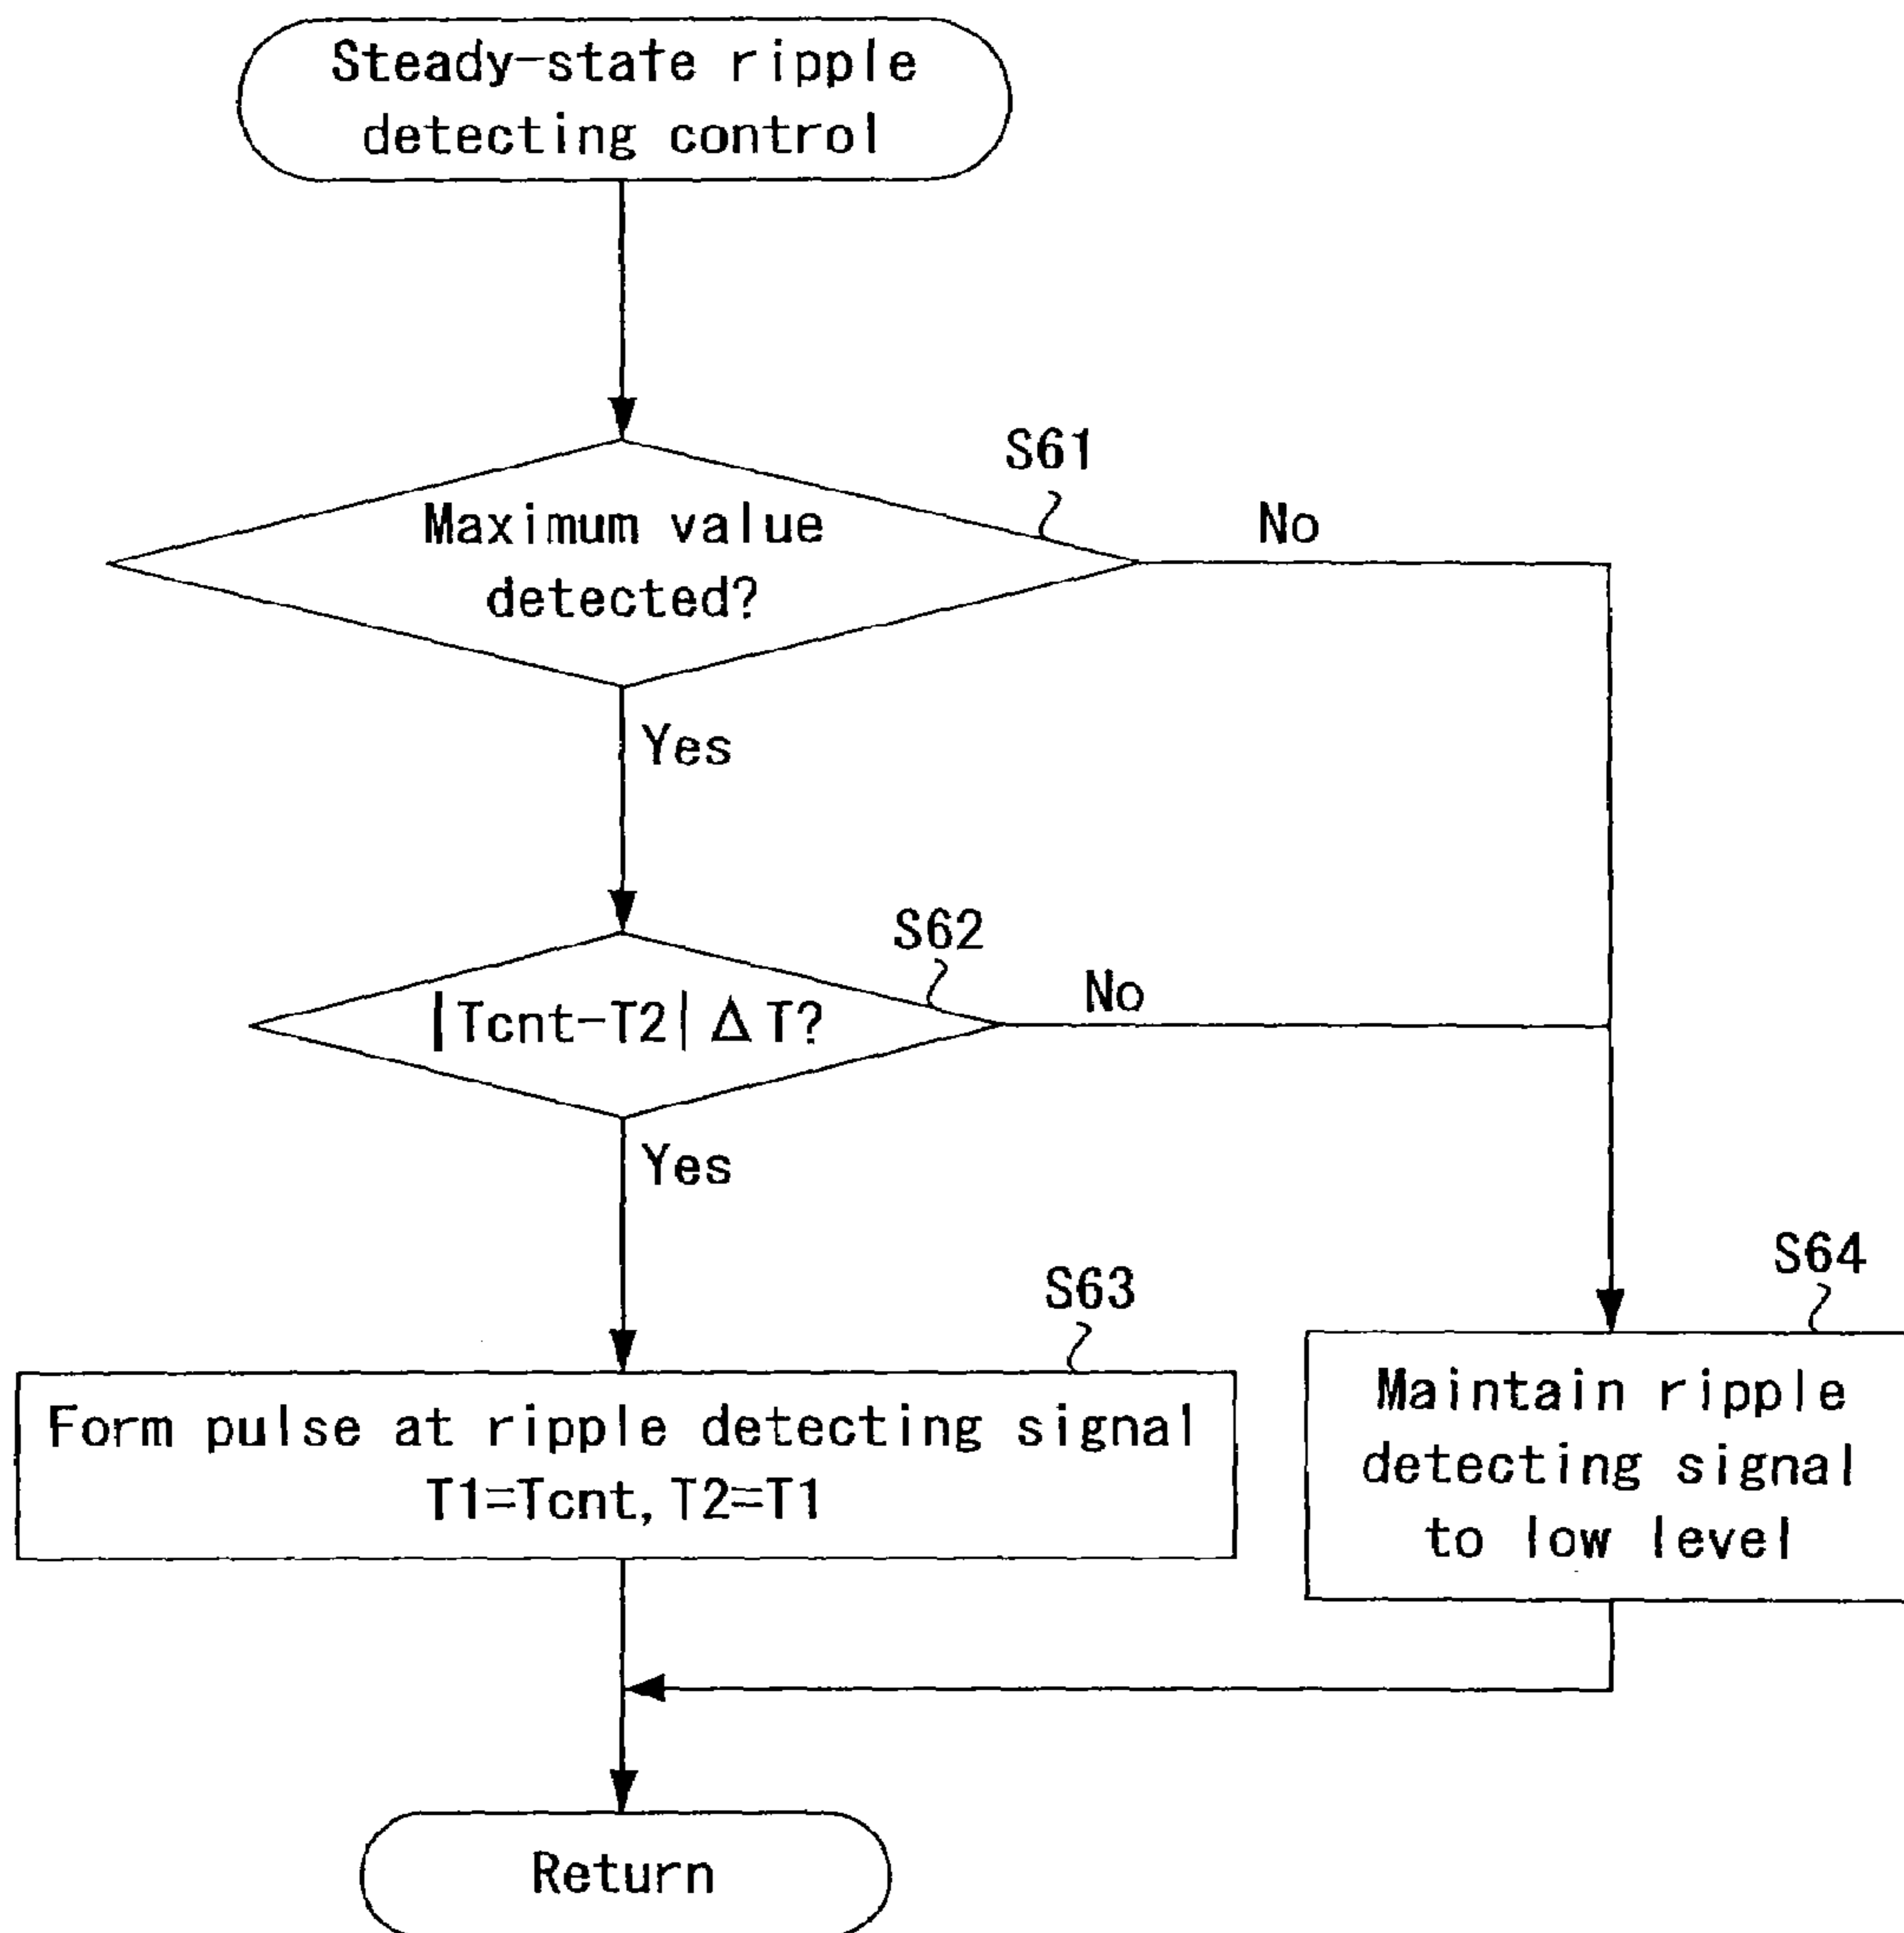 Steady-state ripple
detecting control
S61
Maximum value
detected?
No
Yes
S62
|Tcnt-T2| ΔT?
No
Yes
S63
Form pulse at ripple detecting signal
T1=Tcnt, T2=T1
S64
Maintain ripple
detecting signal
to low level
Return